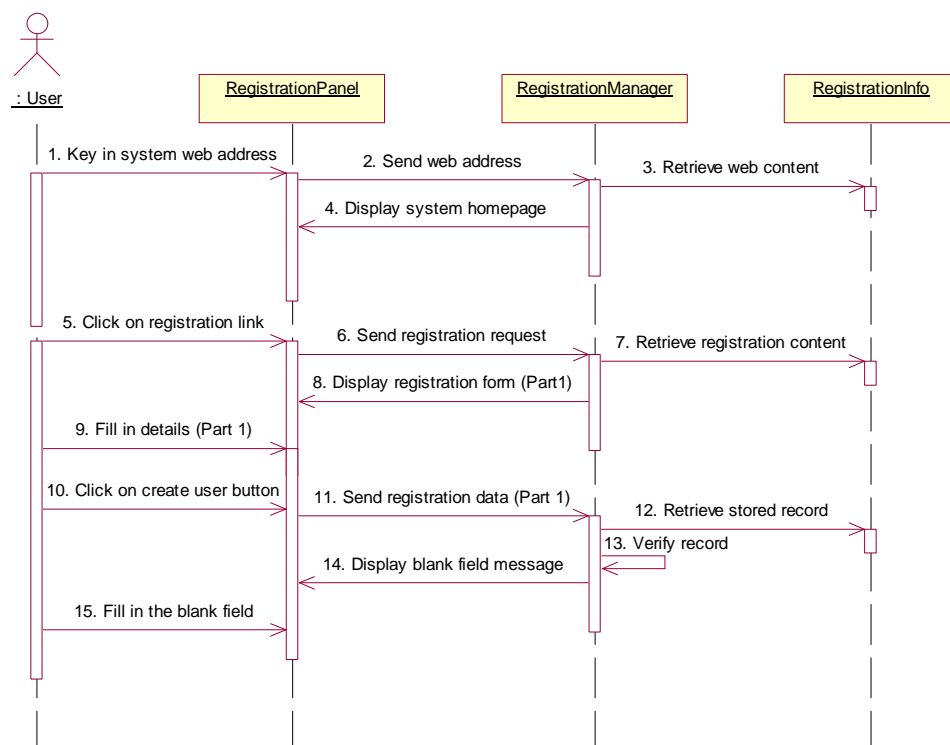 : User
RegistrationPanel
RegistrationManager
RegistrationInfo
1. Key in system web address
2. Send web address
3. Retrieve web content
4. Display system homepage
5. Click on registration link
6. Send registration request
7. Retrieve registration content
8. Display registration form (Part1)
9. Fill in details (Part 1)
10. Click on create user button
11. Send registration data (Part 1)
12. Retrieve stored record
13. Verify record
14. Display blank field message
15. Fill in the blank field